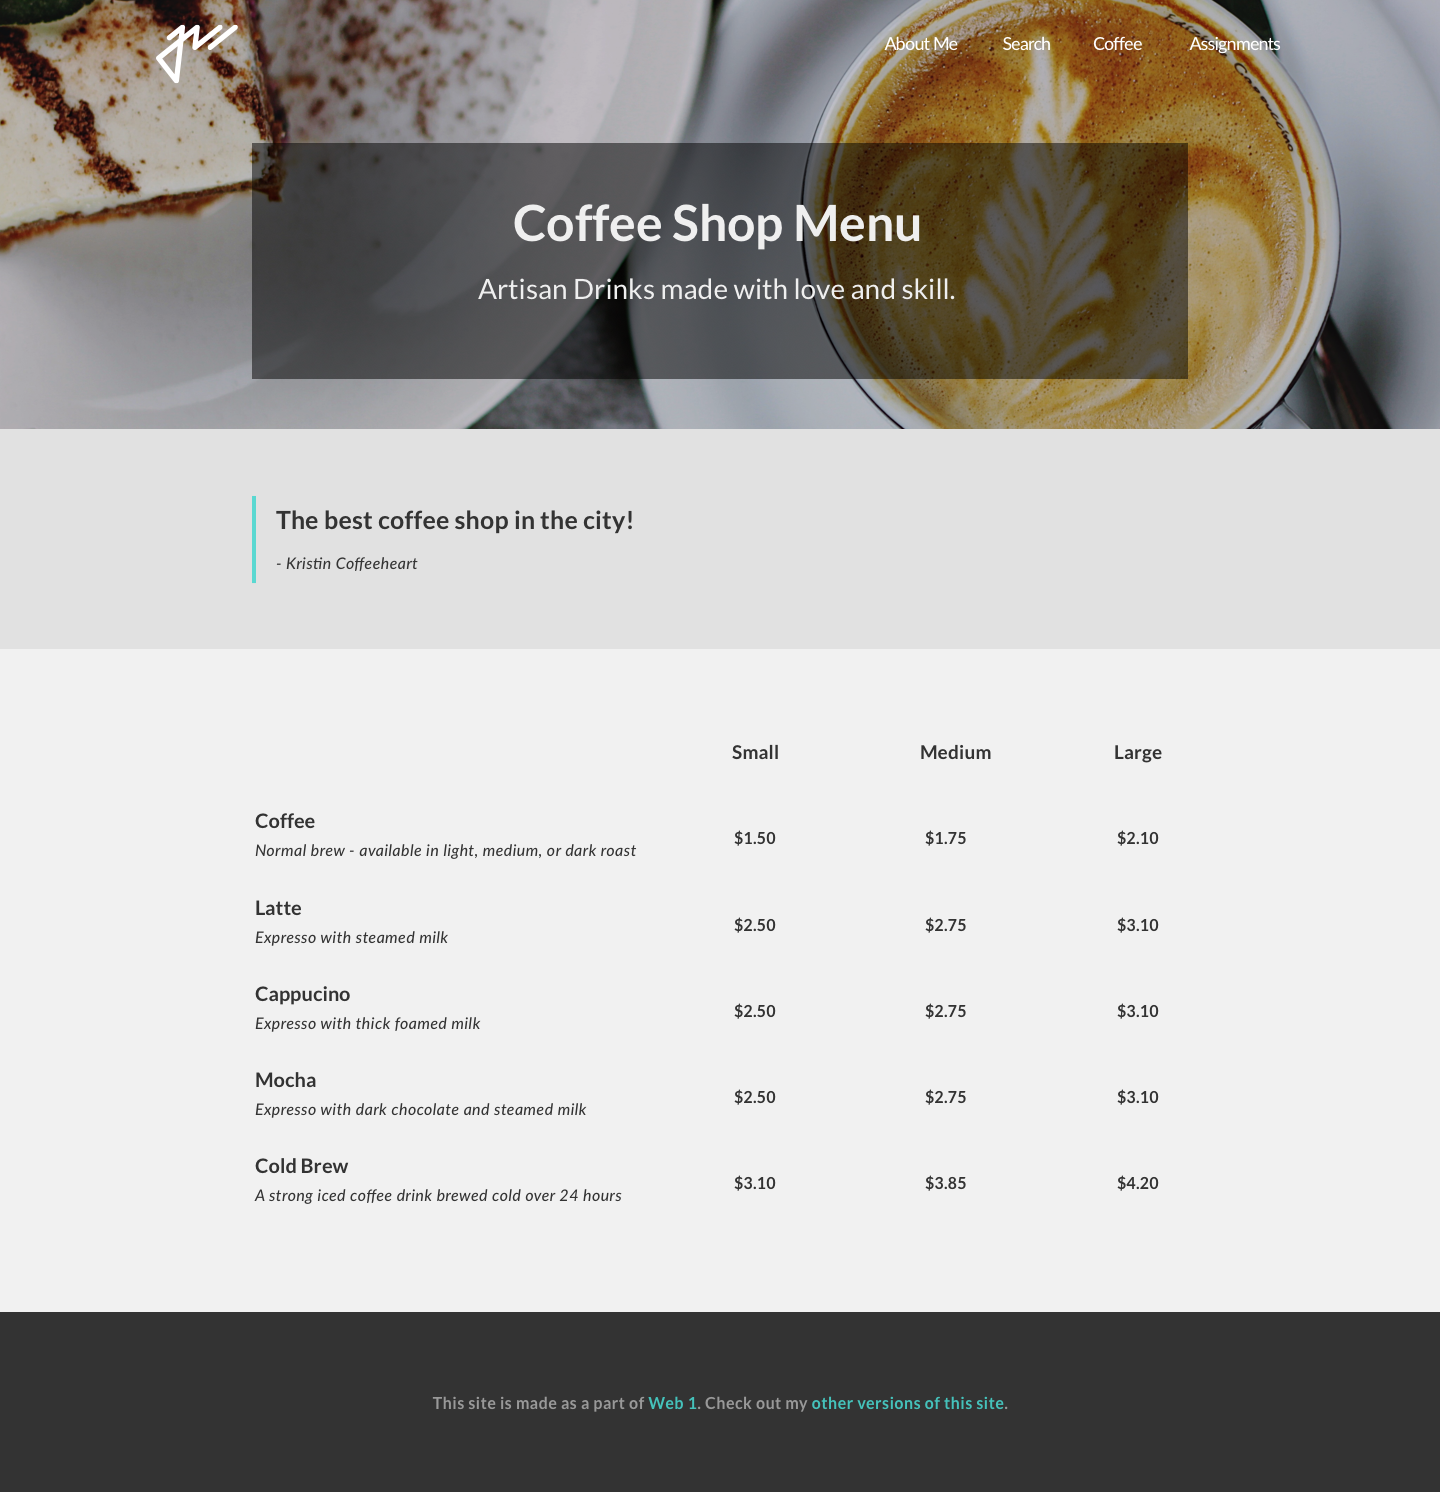 About Me Search Coffee Assignments
Cappuccino
Coffee Shop Menu
Artisan Drinks made with love and skill.
The best coffee shop in the city!
- Kristin Coffeeheart
Small Medium Large
Coffee
Normal brew - available in light, medium, or dark roast
$1.50 $1.75 $2.10
Latte
Expresso with steamed milk
$2.50 $2.75 $3.10
Cappucino
Expresso with thick foamed milk
$2.50 $2.75 $3.10
Mocha
Expresso with dark chocolate and steamed milk
$2.50 $2.75 $3.10
Cold Brew
A strong iced coffee drink brewed cold over 24 hours
$3.10 $3.85 $4.20
This site is made as a part of Web 1. Check out my other versions of this site.